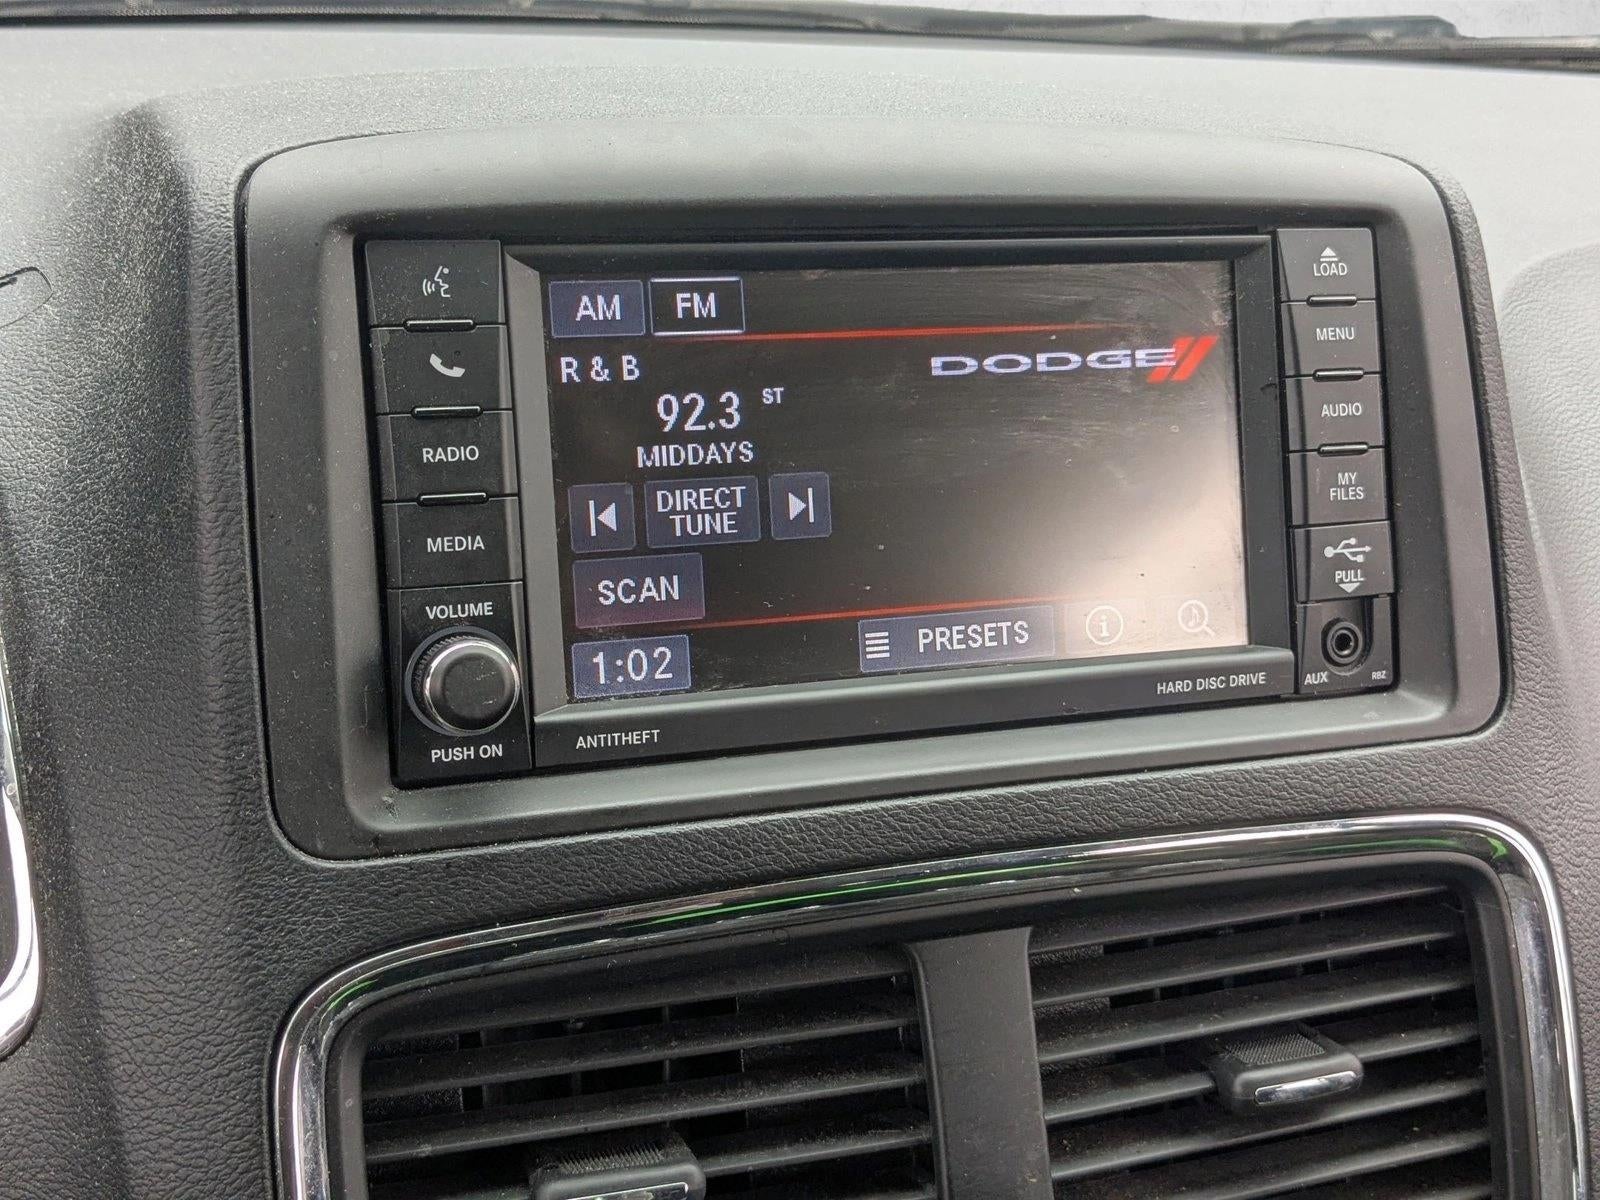 AM FM
R & B
DODGE
92.3 ST
MIDDAYS
DIRECT
TUNE
SCAN
1:02
PRESETS
RADIO
MEDIA
VOLUME
PUSH ON
LOAD
MENU
AUDIO
MY
FILES
PULL
AUX
RBZ
ANTITHEFT
HARD DISC DRIVE